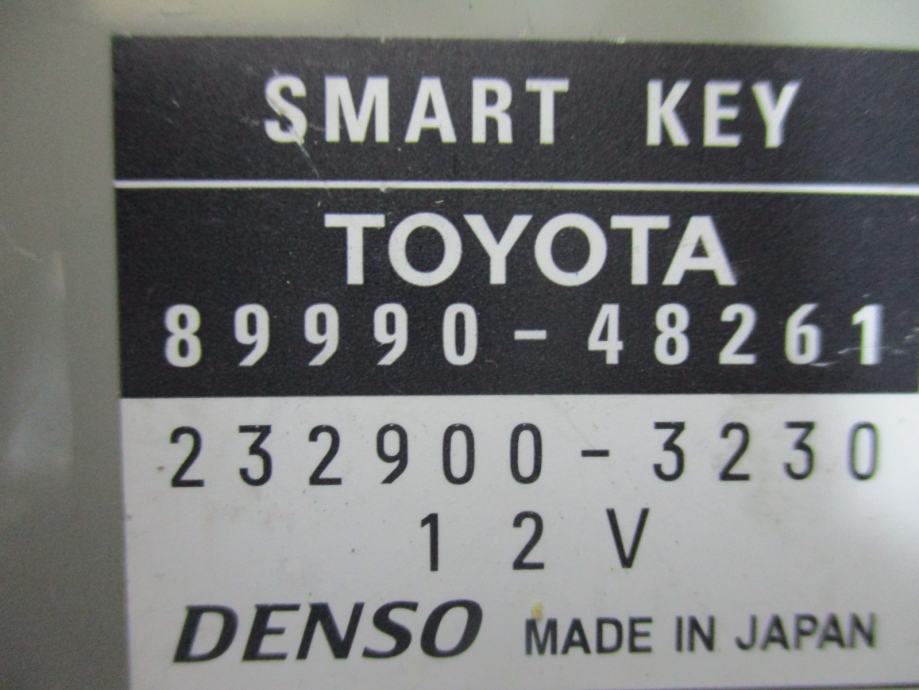 SMART KEY
TOYOTA
89990-48261
232900-3230
12V
DENSO MADE IN JAPAN